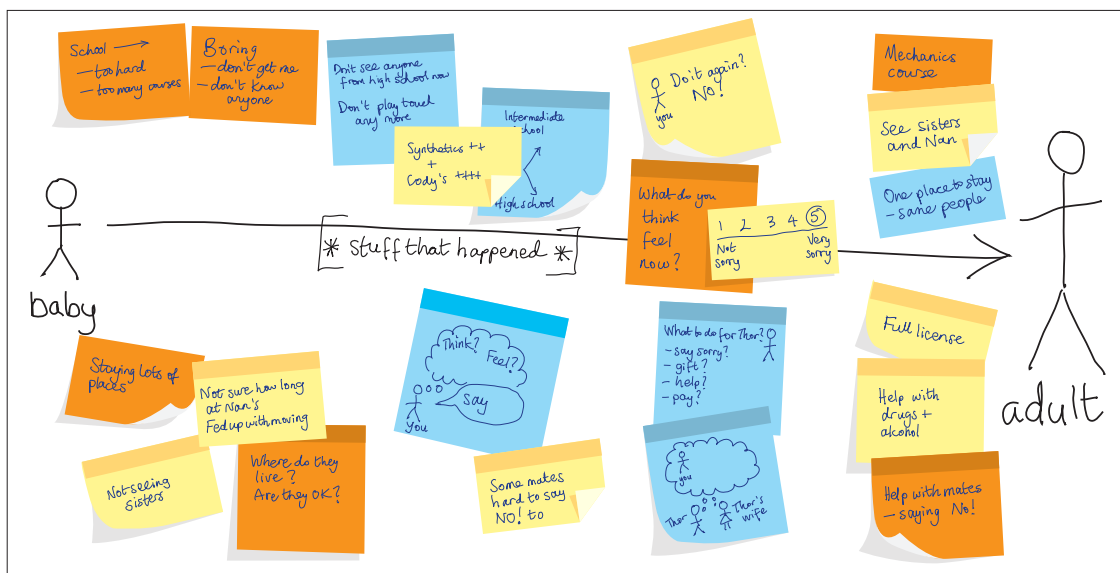 School →
— too hard
— too many courses
Boring
— don't get me
— don't know
anyone
Don't see anyone
from high school now
Don't play touch
any more
Synthetics ++
+
Cody's ++++
Intermediate
school
High school
Do it again?
NO!
you
What do you
think
feel
now?
1 2 3 4 5
Not
sorry
Very
sorry
Mechanics
course
See sisters
and Nan
One place to stay
– same people
* Stuff that happened *
baby
adult
Staying lots of
places
Not sure how long
at Nan's
Fed up with moving
Not seeing
sisters
Where do they
live?
Are they OK?
Think?
Feel?
Say
you
Some mates
hard to say
NO! to
What to do for Thor?
– say sorry?
– gift?
– help?
– pay?
you
Thor
Thor's
wife
Full license
Help with
drugs +
alcohol
Help with mates
– saying No!